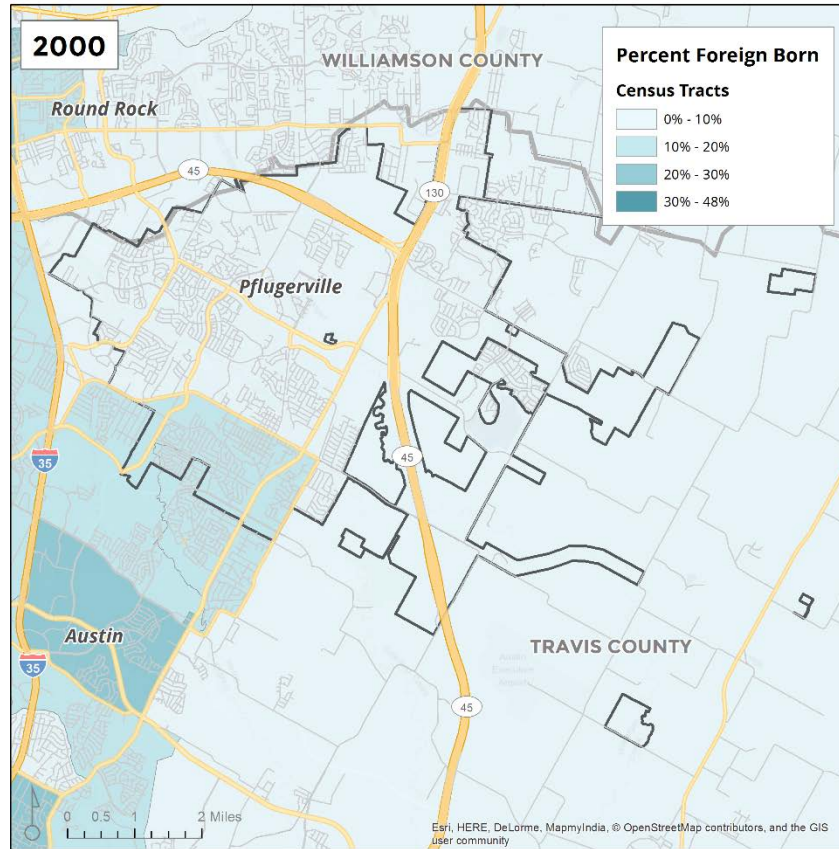 2000
WILLIAMSON COUNTY
Percent Foreign Born
Census Tracts
0% - 10%
10% - 20%
20% - 30%
30% - 48%
Round Rock
45
130
Pflugerville
35
45
Austin
TRAVIS COUNTY
Austin
Executive
35
45
0 0.5 1 2 Miles
Esri, HERE, DeLorme, MapmyIndia, © OpenStreetMap contributors, and the GIS
user community